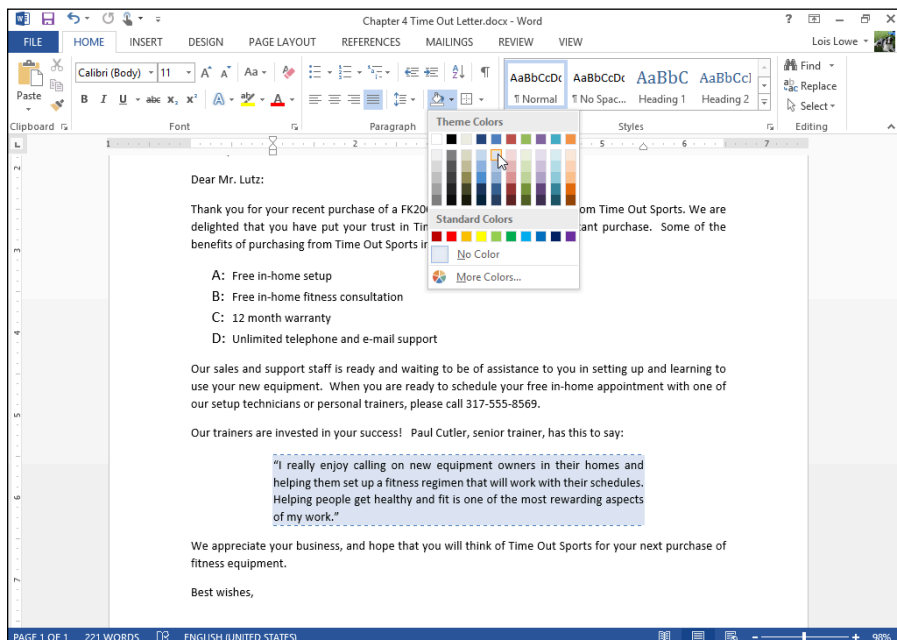 Chapter 4 Time Out Letter.docx - Word
FILE HOME INSERT DESIGN PAGE LAYOUT REFERENCES MAILINGS REVIEW VIEW Lois Lowe
Paste
Calibri (Body) 11
B I U abc X₂ X²
AaBbCcDc AaBbCcDc AaBbC AaBbCcl
¶ Normal ¶ No Spac... Heading 1 Heading 2
Find
Replace
Select
Clipboard Font Paragraph Styles Editing
Theme Colors
Standard Colors
No Color
More Colors...
1 2 5 6 7
Dear Mr. Lutz:
Thank you for your recent purchase of a FK20 om Time Out Sports. We are
delighted that you have put your trust in Tim ant purchase. Some of the
benefits of purchasing from Time Out Sports in
A: Free in-home setup
B: Free in-home fitness consultation
C: 12 month warranty
D: Unlimited telephone and e-mail support
Our sales and support staff is ready and waiting to be of assistance to you in setting up and learning to
use your new equipment. When you are ready to schedule your free in-home appointment with one of
our setup technicians or personal trainers, please call 317-555-8569.
Our trainers are invested in your success! Paul Cutler, senior trainer, has this to say:
“I really enjoy calling on new equipment owners in their homes and
helping them set up a fitness regimen that will work with their schedules.
Helping people get healthy and fit is one of the most rewarding aspects
of my work.”
We appreciate your business, and hope that you will think of Time Out Sports for your next purchase of
fitness equipment.
Best wishes,
PAGE 1 OF 1 221 WORDS ENGLISH (UNITED STATES) 98%